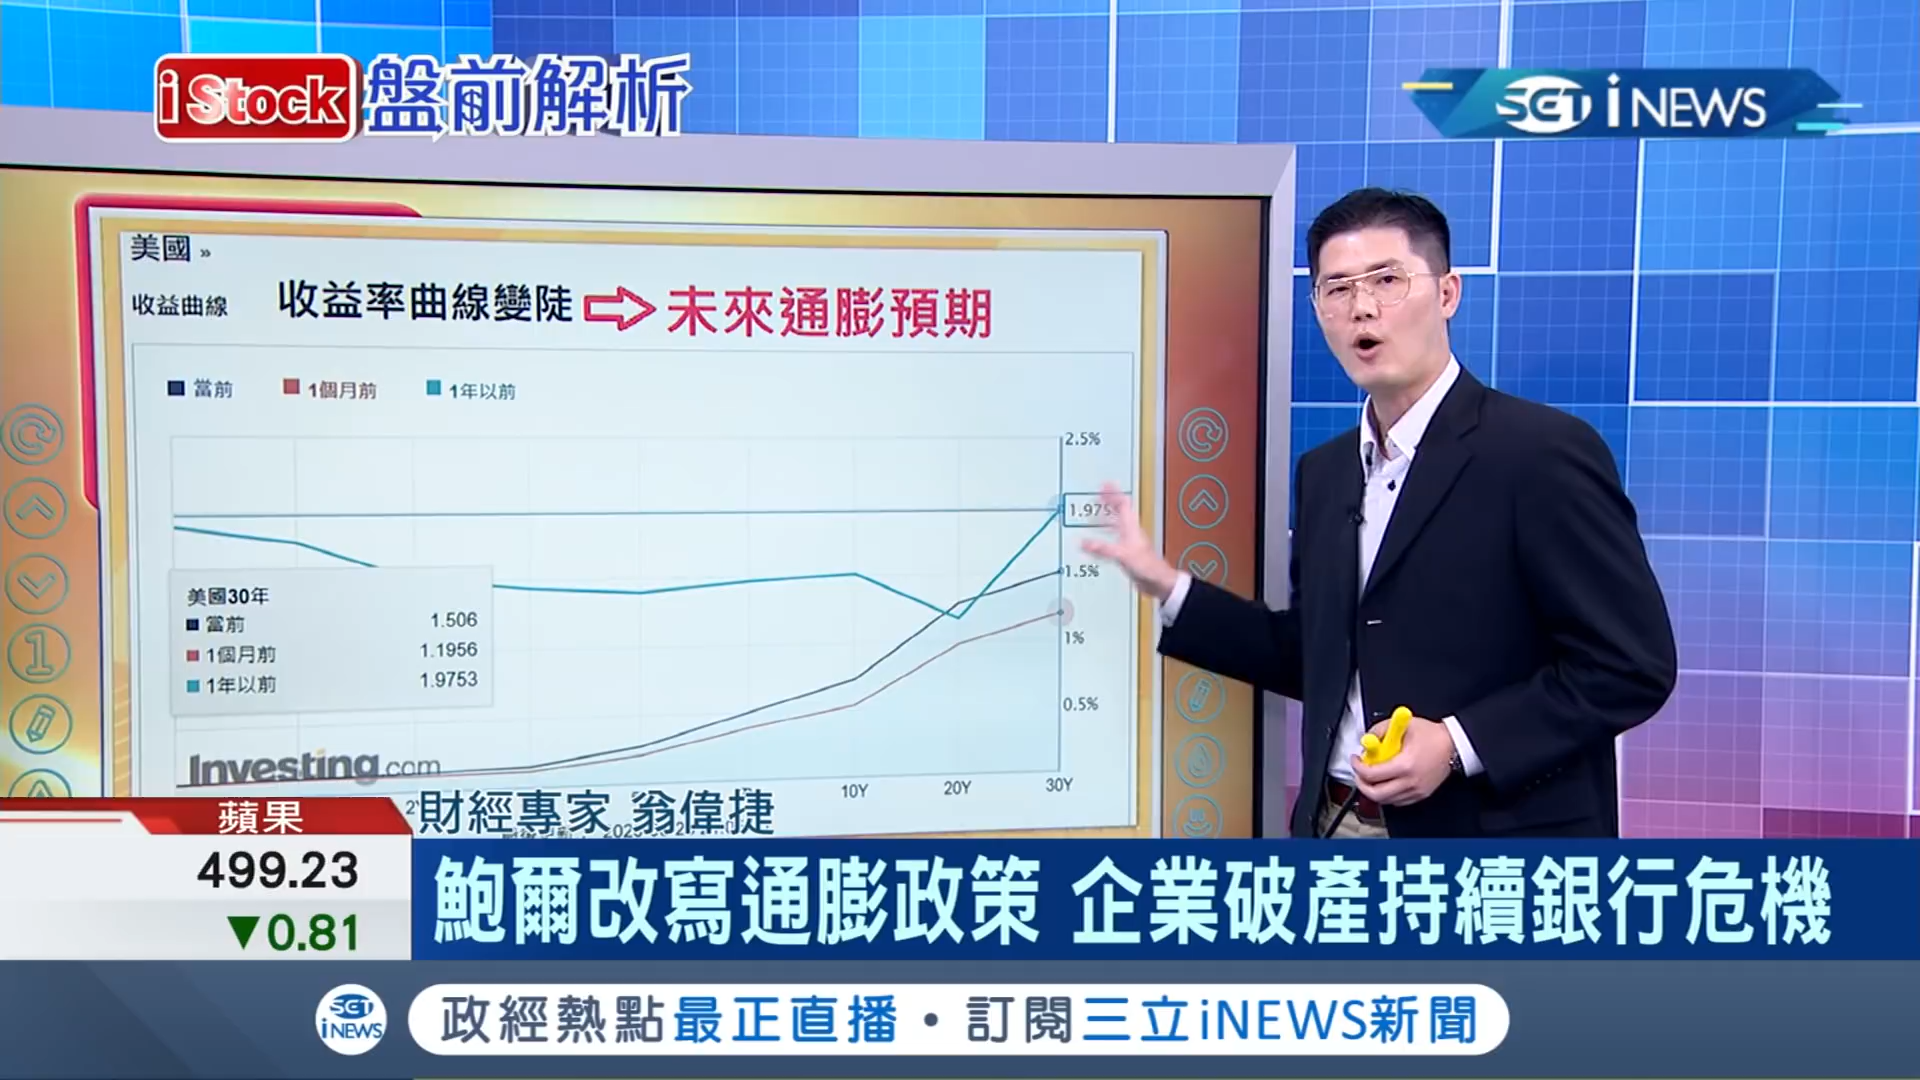 iStock 盤前解析
SET iNEWS
美國 »
收益曲線
收益率曲線變陡
未來通膨預期
當前
1個月前
1年以前
2.5%
1.975
1.5%
1%
0.5%
美國30年
當前 1.506
1個月前 1.1956
1年以前 1.9753
Investing.com
10Y
20Y
30Y
1
蘋果
499.23
▼0.81
財經專家 翁偉捷
鮑爾改寫通膨政策 企業破產持續銀行危機
SET iNEWS
政經熱點最正直播・訂閱三立iNEWS新聞